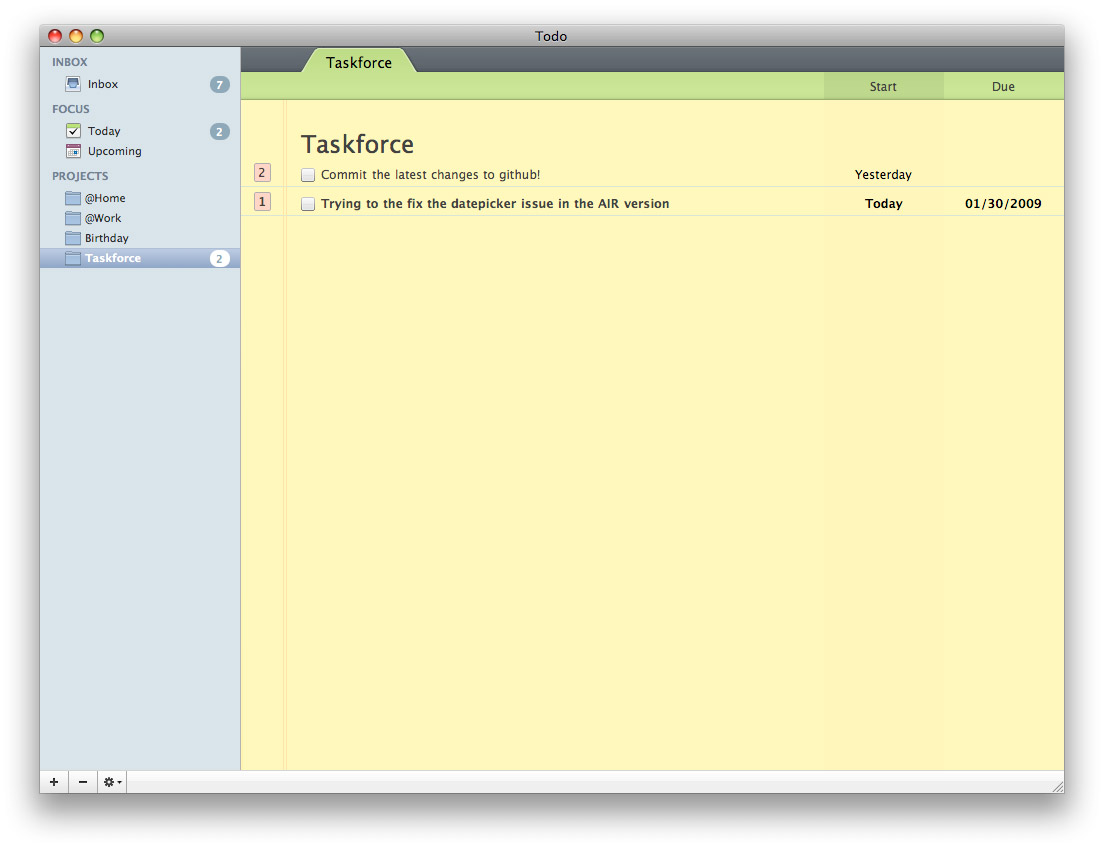 Todo
INBOX
Inbox 7
FOCUS
Today 2
Upcoming
PROJECTS
@Home
@Work
Birthday
Taskforce 2
Taskforce
Start Due
Taskforce
2 Commit the latest changes to github! Yesterday
1 Trying to the fix the datepicker issue in the AIR version Today 01/30/2009